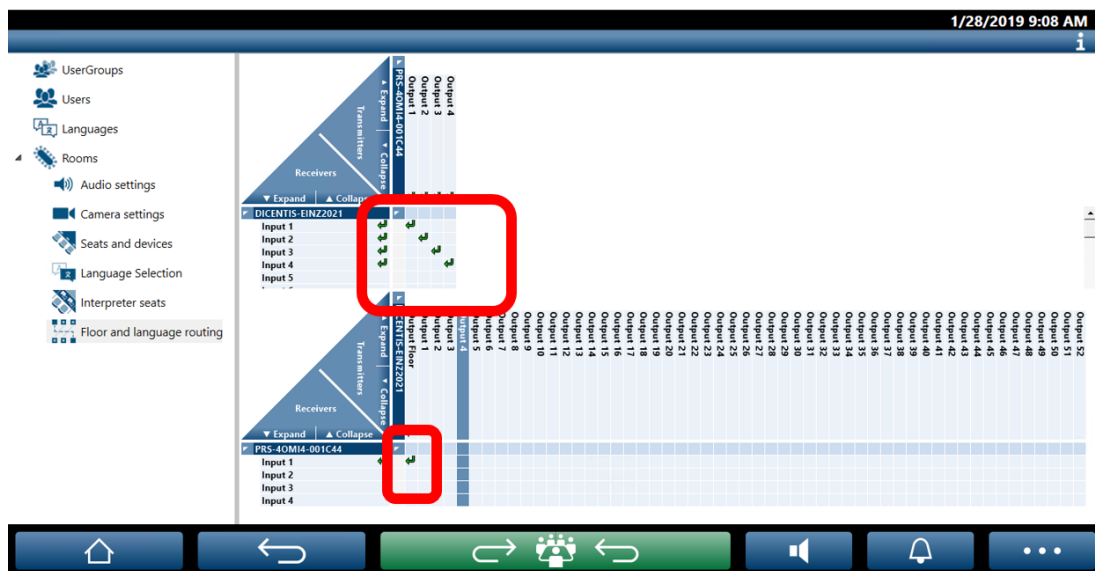 1/28/2019 9:08 AM
UserGroups
Users
Languages
Rooms
Audio settings
Camera settings
Seats and devices
Language Selection
Interpreter seats
Floor and language routing
Transmitters
Receivers
▲ Expand
▼ Collapse
▼ Expand
▲ Collapse
PRS-4OMI4-001C44
Output 1
Output 2
Output 3
Output 4
DICENTIS-EINZ2021
Input 1
Input 2
Input 3
Input 4
Input 5
Transmitters
Receivers
Expand
▼ Collapse
▼ Expand
▲ Collapse
CENTIS-EINZ2021
Output Floor
Output 1
Output 2
Output 3
Output 4
Output 5
Output 6
Output 7
Output 8
Output 9
Output 10
Output 11
Output 12
Output 13
Output 14
Output 15
Output 16
Output 17
Output 18
Output 19
Output 20
Output 21
Output 22
Output 23
Output 24
Output 25
Output 26
Output 27
Output 28
Output 29
Output 30
Output 31
Output 32
Output 33
Output 34
Output 35
Output 36
Output 37
Output 38
Output 39
Output 40
Output 41
Output 42
Output 43
Output 44
Output 45
Output 46
Output 47
Output 48
Output 49
Output 50
Output 51
Output 52
PRS-4OMI4-001C44
Input 1
Input 2
Input 3
Input 4